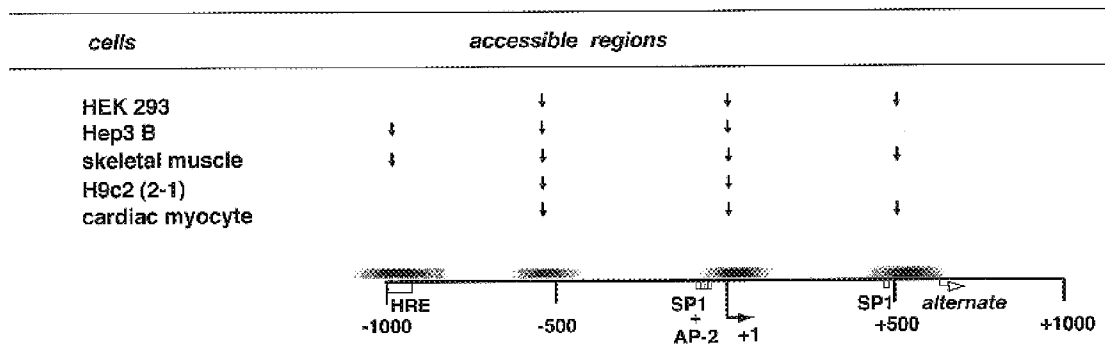 cells accessible regions
HEK 293
Hep3 B
skeletal muscle
H9c2 (2-1)
cardiac myocyte
HRE SP1 SP1 alternate
+
-1000 -500 AP-2 +1 +500 +1000